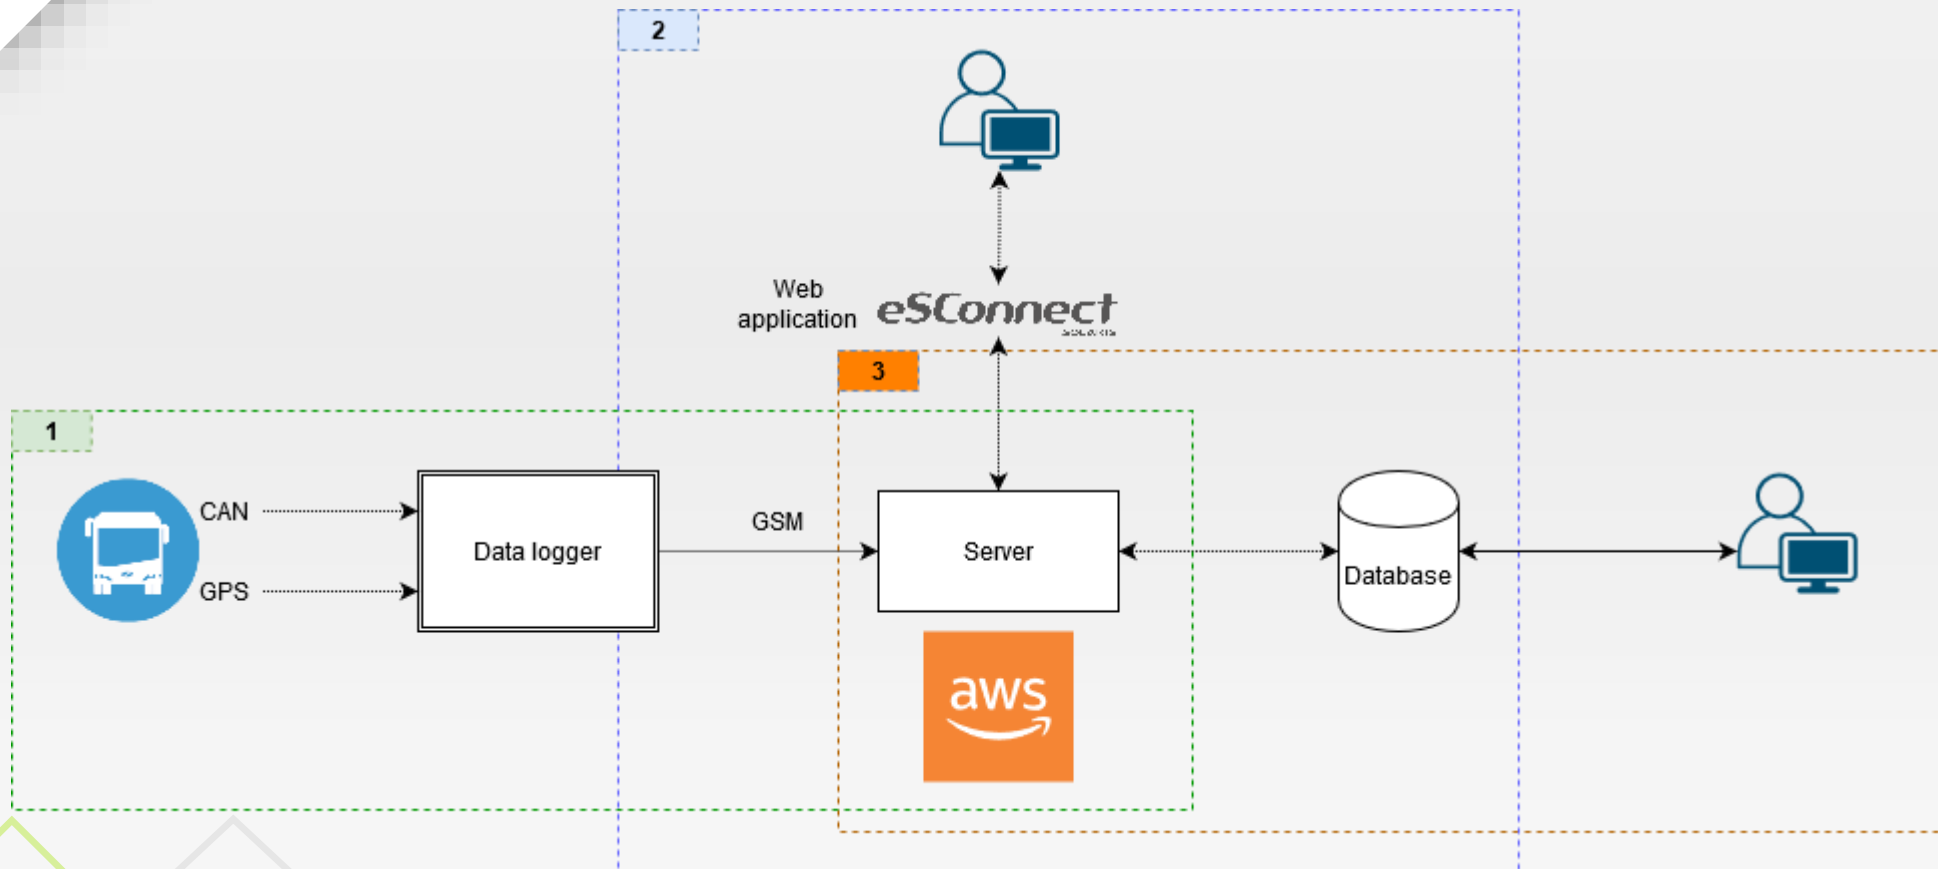 2
Web
application
eSConnect
3
1
CAN
GSM
Data logger
Server
Database
GPS
aws